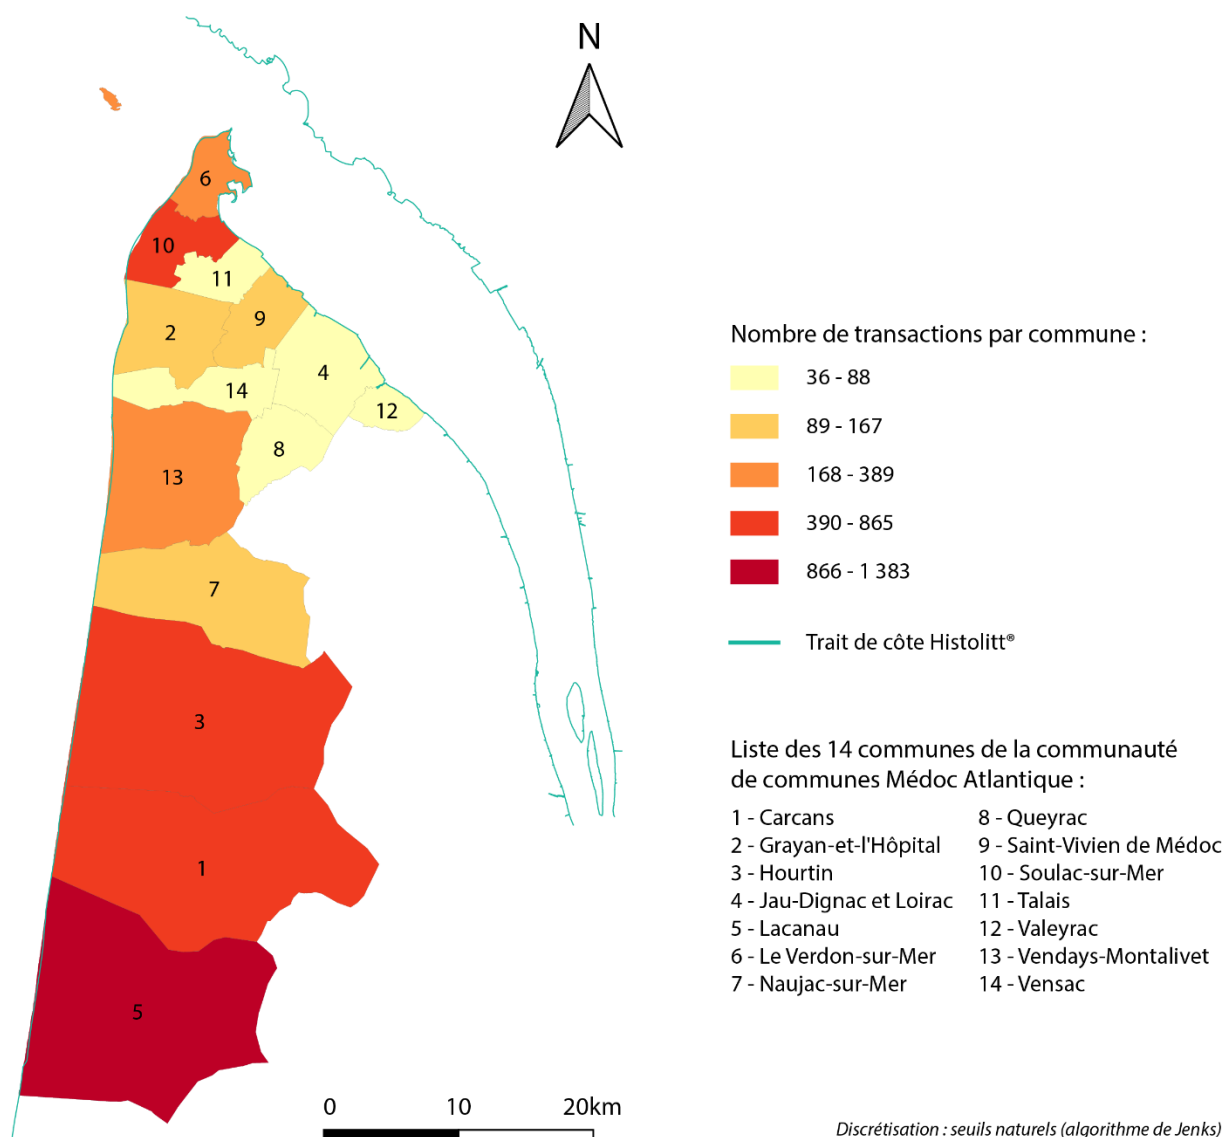 N
6
10
11
9
2
4
14
12
8
13
7
3
1
5
0 10 20km
Nombre de transactions par commune :
36 - 88
89 - 167
168 - 389
390 - 865
866 - 1 383
Trait de côte Histolitt®
Liste des 14 communes de la communauté
de communes Médoc Atlantique :
1 - Carcans
2 - Grayan-et-l'Hôpital
3 - Hourtin
4 - Jau-Dignac et Loirac
5 - Lacanau
6 - Le Verdon-sur-Mer
7 - Naujac-sur-Mer
8 - Queyrac
9 - Saint-Vivien de Médoc
10 - Soulac-sur-Mer
11 - Talais
12 - Valeyrac
13 - Vendays-Montalivet
14 - Vensac
Discrétisation : seuils naturels (algorithme de Jenks)